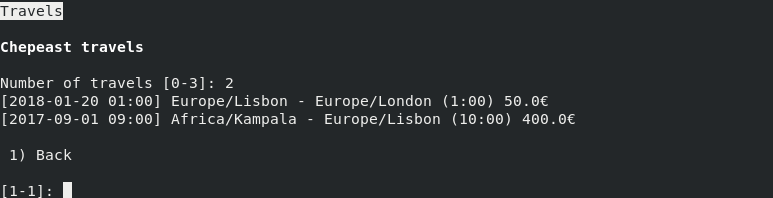 Travels
Chepeast travels
Number of travels [0-3]: 2
[2018-01-20 01:00] Europe/Lisbon - Europe/London (1:00) 50.0€
[2017-09-01 09:00] Africa/Kampala - Europe/Lisbon (10:00) 400.0€
1) Back
[1-1]: